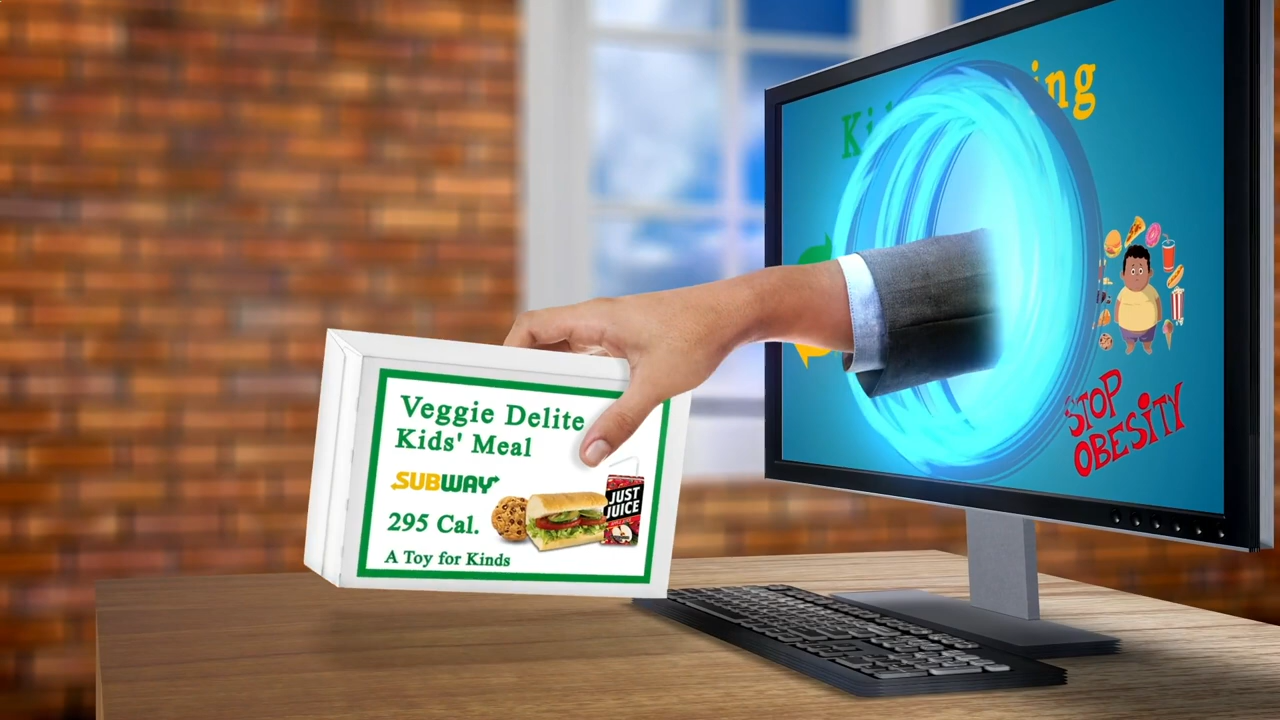 Veggie Delite
Kids' Meal
SUBWAY
295 Cal.
A Toy for Kinds
JUST
JUICE
STOP
OBESITY